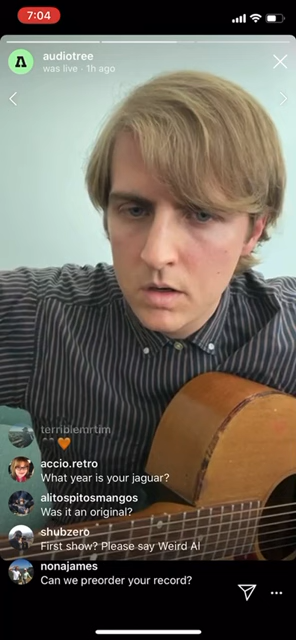 7:04
audiotree
was live · 1h ago
terriblemrtim
accio.retro
What year is your jaguar?
alitospitosmangos
Was it an original?
shubzero
First show? Please say Weird Al
nonajames
Can we preorder your record?